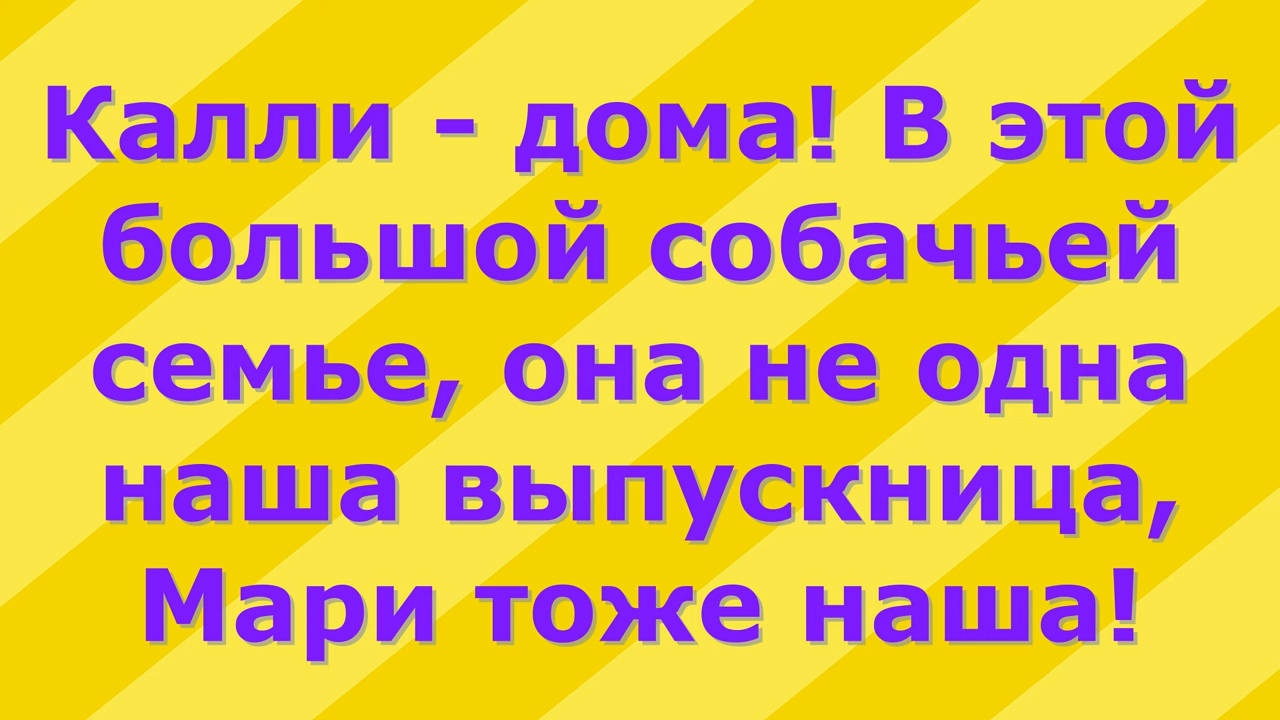 Калли - дома! В этой
большой собачьей
семье, она не одна
наша выпускница,
Мари тоже наша!